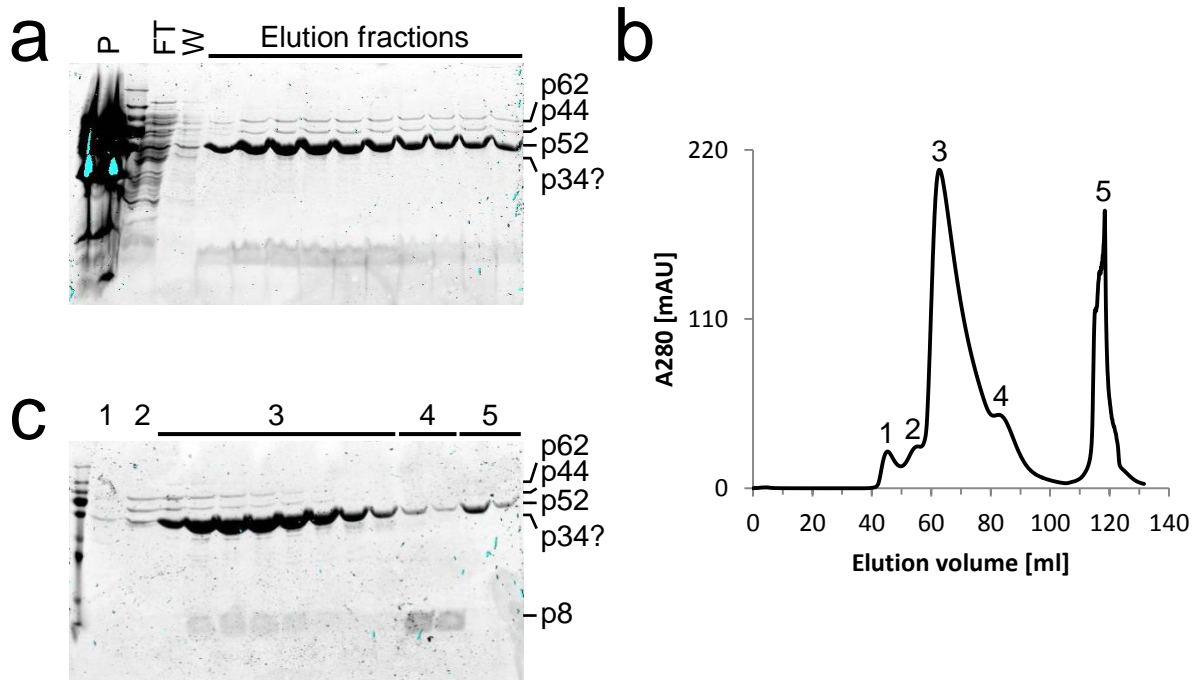 a
P
FT
W
Elution fractions
p62
p44
p52
p34?
b
220
110
0
A280 [mAU]
1
2
3
4
5
0 20 40 60 80 100 120 140
Elution volume [ml]
c
1 2 3 4 5
p62
p44
p52
p34?
p8